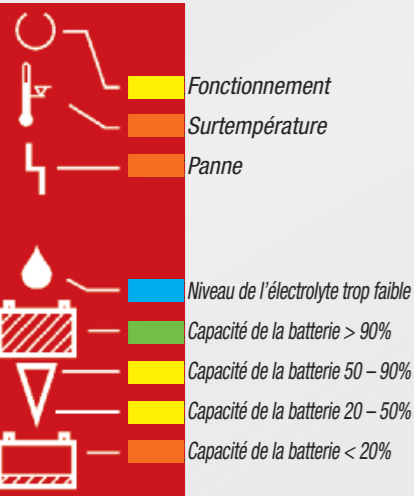 Fonctionnement
Surtempérature
Panne
Niveau de l'électrolyte trop faible
Capacité de la batterie > 90%
Capacité de la batterie 50 – 90%
Capacité de la batterie 20 – 50%
Capacité de la batterie < 20%